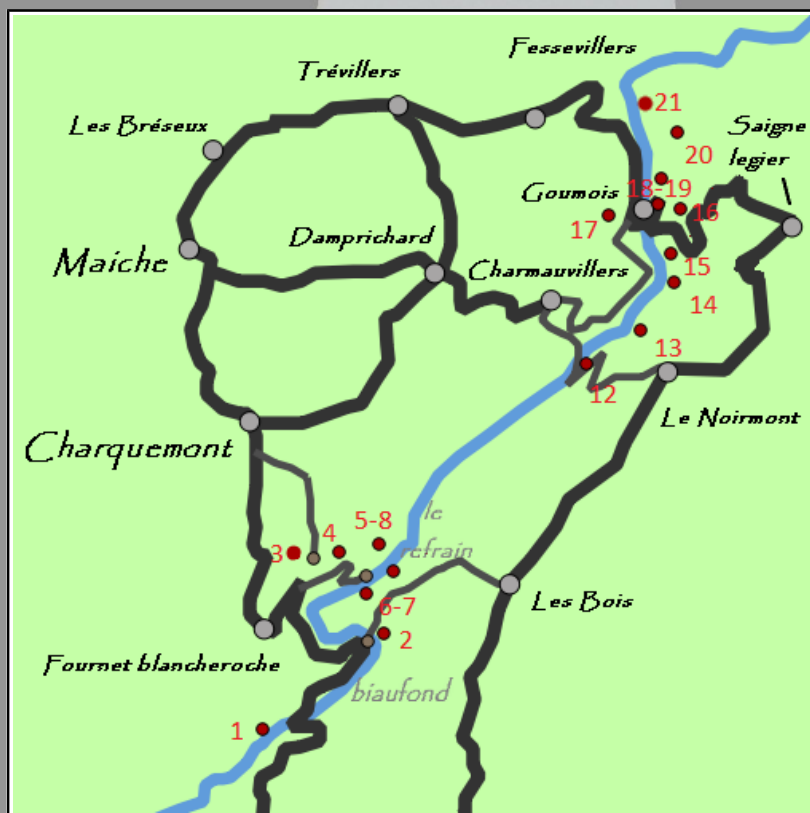 Fessevillers
Trévillers
21
Les Bréseux
Saigne
legier
20
18-19
Goumois
16
17
Damprichard
Maiche
Charmauvillers
15
14
13
12
Le Noirmont
Charquemont
le
5-8
4
3
refrain
Les Bois
6-7
2
Fournet blancheroche
biaufond
1